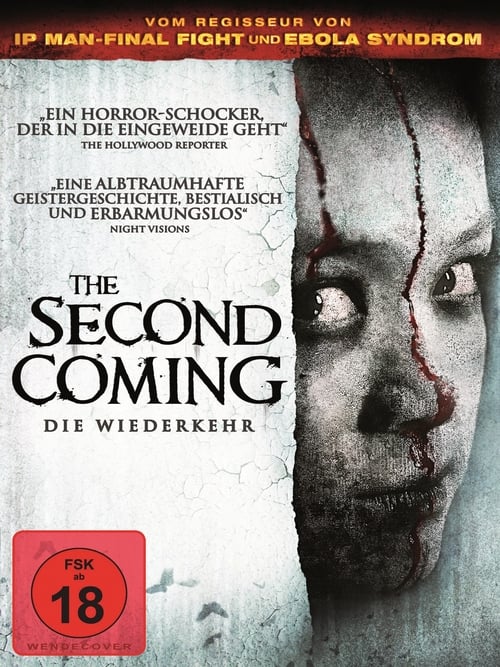 VOM REGISSEUR VON
IP MAN-FINAL FIGHT UND EBOLA SYNDROM
„EIN HORROR-SCHOCKER,
DER IN DIE EINGEWEIDE GEHT“
THE HOLLYWOOD REPORTER
„EINE ALBTRAUMHAFTE
GEISTERGESCHICHTE, BESTIALISCH
UND ERBARMUNGSLOS“
NIGHT VISIONS
THE
SECOND
COMING
DIE WIEDERKEHR
FSK
ab
18
WENDECOVER